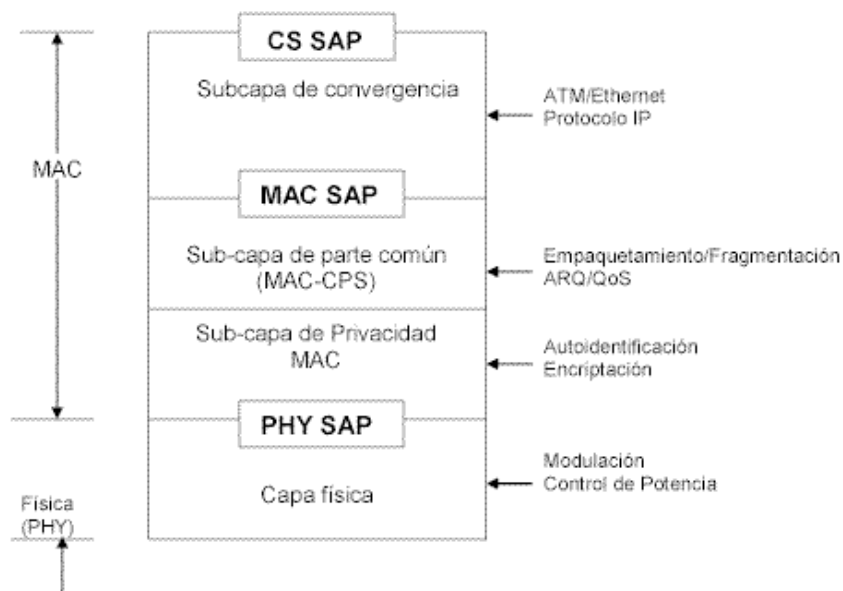 CS SAP
Subcapa de convergencia
ATM/Ethernet
Protocolo IP
MAC
MAC SAP
Sub-capa de parte común
(MAC-CPS)
Empaquetamiento/Fragmentación
ARQ/QoS
Sub-capa de Privacidad
MAC
Autoidentificación
Encriptación
PHY SAP
Capa física
Modulación
Control de Potencia
Física
(PHY)